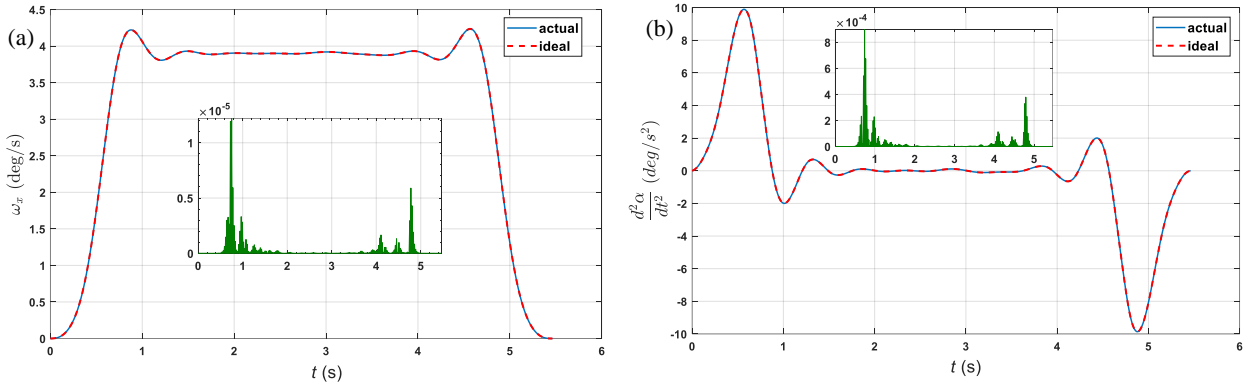 (a)
4.5
4
3.5
3
2.5
2
1.5
1
0.5
0
ω_x (deg/s)
actual
ideal
×10^-5
1
0.5
0
0 1 2 3 4 5
0 1 2 3 4 5 6
t (s)
(b)
10
8
6
4
2
0
-2
-4
-6
-8
-10
d²α/dt² (deg/s²)
actual
ideal
×10^-4
8
6
4
2
0
0 1 2 3 4 5
0 1 2 3 4 5 6
t (s)